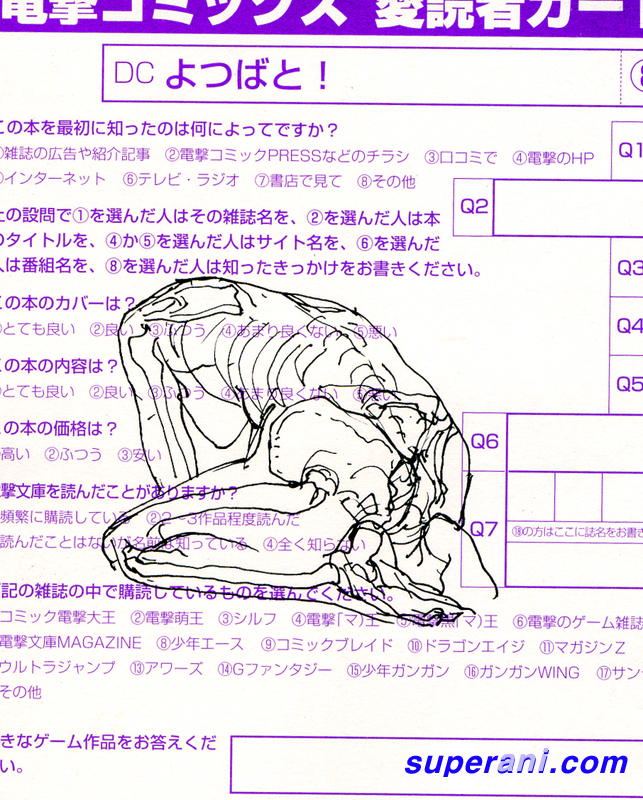 電撃コミックス 愛読者カー
DC よつばと！
この本を最初に知ったのは何によってですか？
①雑誌の広告や紹介記事 ②電撃コミックPRESSなどのチラシ ③口コミで ④電撃のHP
⑤インターネット ⑥テレビ・ラジオ ⑦書店で見て ⑧その他
Q1
上の設問で①を選んだ人はその雑誌名を、②を選んだ人は本
のタイトルを、④か⑤を選んだ人はサイト名を、⑥を選んだ
人は番組名を、⑧を選んだ人は知ったきっかけをお書きください。
Q2
この本のカバーは？
①とても良い ②良い ③ふつう ④あまり良くない ⑤悪い
Q3
この本の内容は？
①とても良い ②良い ③ふつう ④あまり良くない ⑤悪い
Q4
この本の価格は？
高い ②ふつう ③安い
Q5
撃文庫を読んだことがありますか？
頻繁に購読している ②2〜3作品程度読んだ
読んだことはないが名前は知っている ④全く知らない
Q6
記の雑誌の中で購読しているものを選んでください。
コミック電撃大王 ②電撃萌王 ③シルフ ④電撃「マ」王 ⑤電撃黒「マ」王 ⑥電撃のゲーム雑誌
電撃文庫MAGAZINE ⑧少年エース ⑨コミックブレイド ⑩ドラゴンエイジ ⑪マガジンZ
ウルトラジャンプ ⑬アワーズ ⑭Gファンタジー ⑮少年ガンガン ⑯ガンガンWING ⑰サン
その他
Q7
⑱の方はここに誌名をお書き
きなゲーム作品をお答えくだ
い。
superani.com